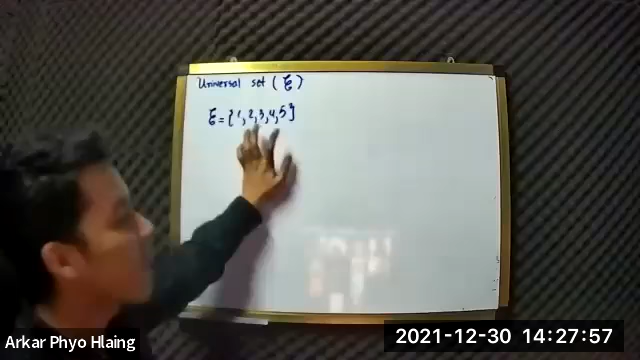 Universal set (ξ)
ξ = {1,2,3,4,5}
Arkar Phyo Hlaing
2021-12-30 14:27:57